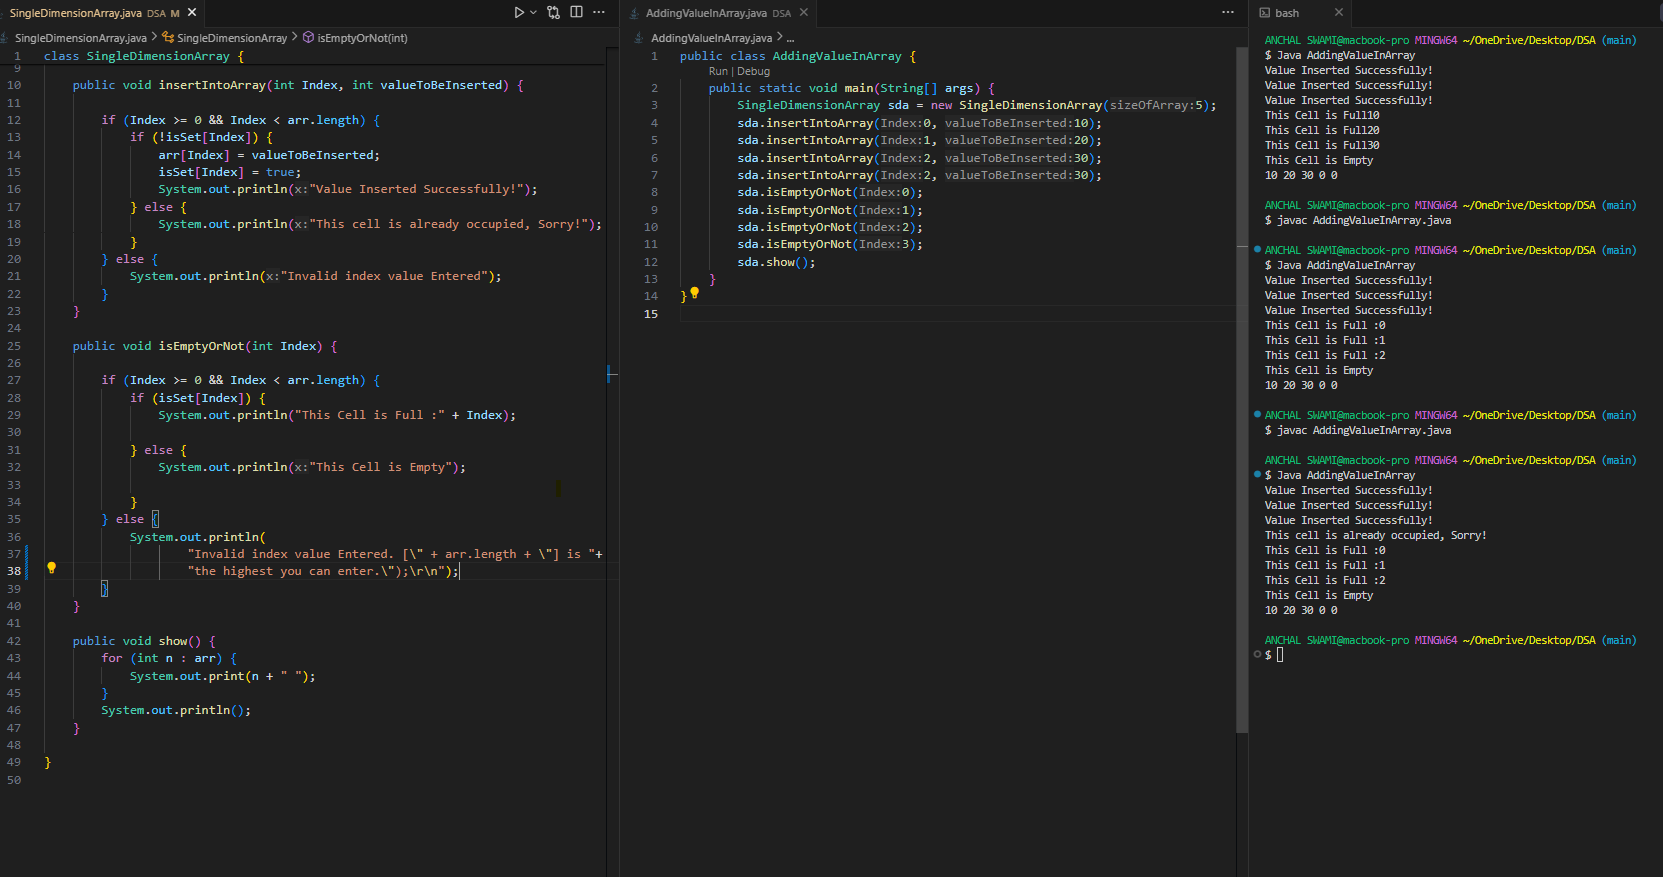 SingleDimensionArray.java DSA M
SingleDimensionArray.java > SingleDimensionArray > isEmptyOrNot(int)
1 class SingleDimensionArray {
9
10 public void insertIntoArray(int Index, int valueToBeInserted) {
11
12 if (Index >= 0 && Index < arr.length) {
13 if (!isSet[Index]) {
14 arr[Index] = valueToBeInserted;
15 isSet[Index] = true;
16 System.out.println(x:"Value Inserted Successfully!");
17 } else {
18 System.out.println(x:"This cell is already occupied, Sorry!");
19 }
20 } else {
21 System.out.println(x:"Invalid index value Entered");
22 }
23 }
24
25 public void isEmptyOrNot(int Index) {
26
27 if (Index >= 0 && Index < arr.length) {
28 if (isSet[Index]) {
29 System.out.println("This Cell is Full :" + Index);
30
31 } else {
32 System.out.println(x:"This Cell is Empty");
33
34 }
35 } else {
36 System.out.println(
37 "Invalid index value Entered. [\" + arr.length + \"] is "+
38 "the highest you can enter.\");\r\n");
39 }
40 }
41
42 public void show() {
43 for (int n : arr) {
44 System.out.print(n + " ");
45 }
46 System.out.println();
47 }
48
49 }
50
AddingValueInArray.java DSA
AddingValueInArray.java > ...
1 public class AddingValueInArray {
Run | Debug
2 public static void main(String[] args) {
3 SingleDimensionArray sda = new SingleDimensionArray(sizeOfArray:5);
4 sda.insertIntoArray(Index:0, valueToBeInserted:10);
5 sda.insertIntoArray(Index:1, valueToBeInserted:20);
6 sda.insertIntoArray(Index:2, valueToBeInserted:30);
7 sda.insertIntoArray(Index:2, valueToBeInserted:30);
8 sda.isEmptyOrNot(Index:0);
9 sda.isEmptyOrNot(Index:1);
10 sda.isEmptyOrNot(Index:2);
11 sda.isEmptyOrNot(Index:3);
12 sda.show();
13 }
14 }
15
bash
ANCHAL SWAMI@macbook-pro MINGW64 ~/OneDrive/Desktop/DSA (main)
$ Java AddingValueInArray
Value Inserted Successfully!
Value Inserted Successfully!
Value Inserted Successfully!
This Cell is Full10
This Cell is Full20
This Cell is Full30
This Cell is Empty
10 20 30 0 0
ANCHAL SWAMI@macbook-pro MINGW64 ~/OneDrive/Desktop/DSA (main)
$ javac AddingValueInArray.java
ANCHAL SWAMI@macbook-pro MINGW64 ~/OneDrive/Desktop/DSA (main)
$ Java AddingValueInArray
Value Inserted Successfully!
Value Inserted Successfully!
Value Inserted Successfully!
This Cell is Full :0
This Cell is Full :1
This Cell is Full :2
This Cell is Empty
10 20 30 0 0
ANCHAL SWAMI@macbook-pro MINGW64 ~/OneDrive/Desktop/DSA (main)
$ javac AddingValueInArray.java
ANCHAL SWAMI@macbook-pro MINGW64 ~/OneDrive/Desktop/DSA (main)
$ Java AddingValueInArray
Value Inserted Successfully!
Value Inserted Successfully!
Value Inserted Successfully!
This cell is already occupied, Sorry!
This Cell is Full :0
This Cell is Full :1
This Cell is Full :2
This Cell is Empty
10 20 30 0 0
ANCHAL SWAMI@macbook-pro MINGW64 ~/OneDrive/Desktop/DSA (main)
$